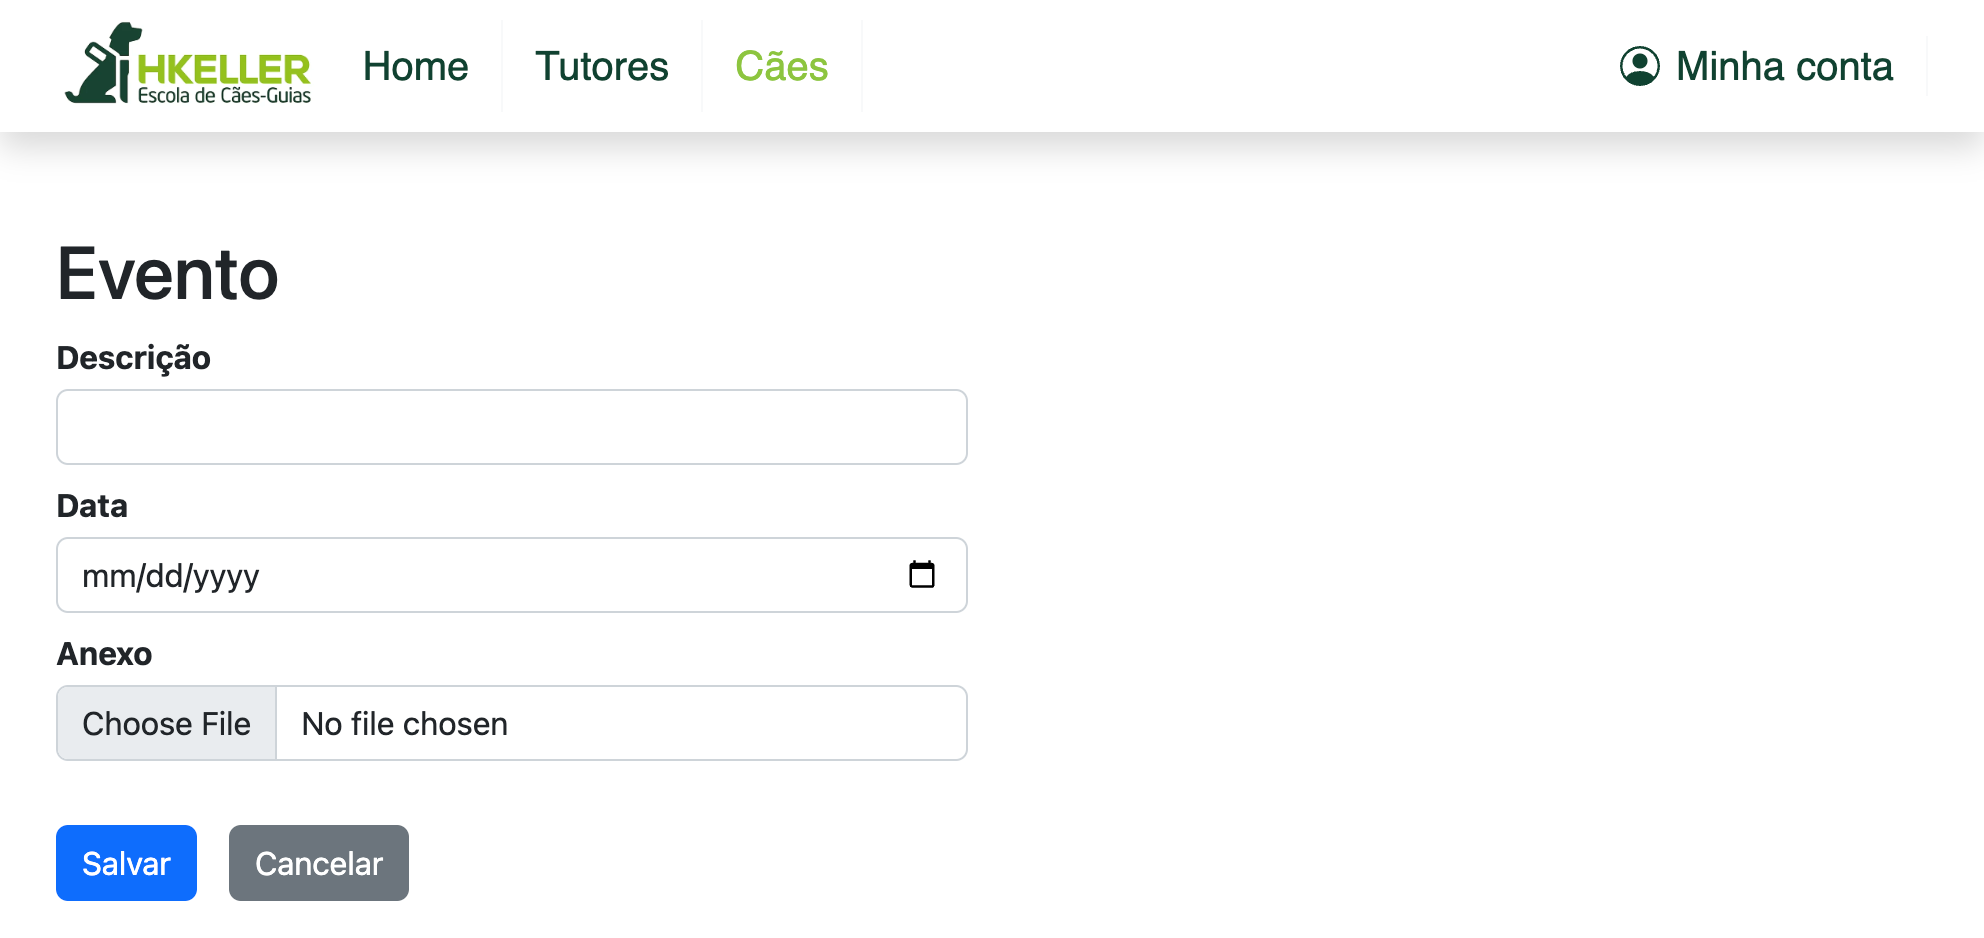 HKELLER
Escola de Cães-Guias
Home
Tutores
Cães
Minha conta
Evento
Descrição
Data
mm/dd/yyyy
Anexo
Choose File
No file chosen
Salvar
Cancelar